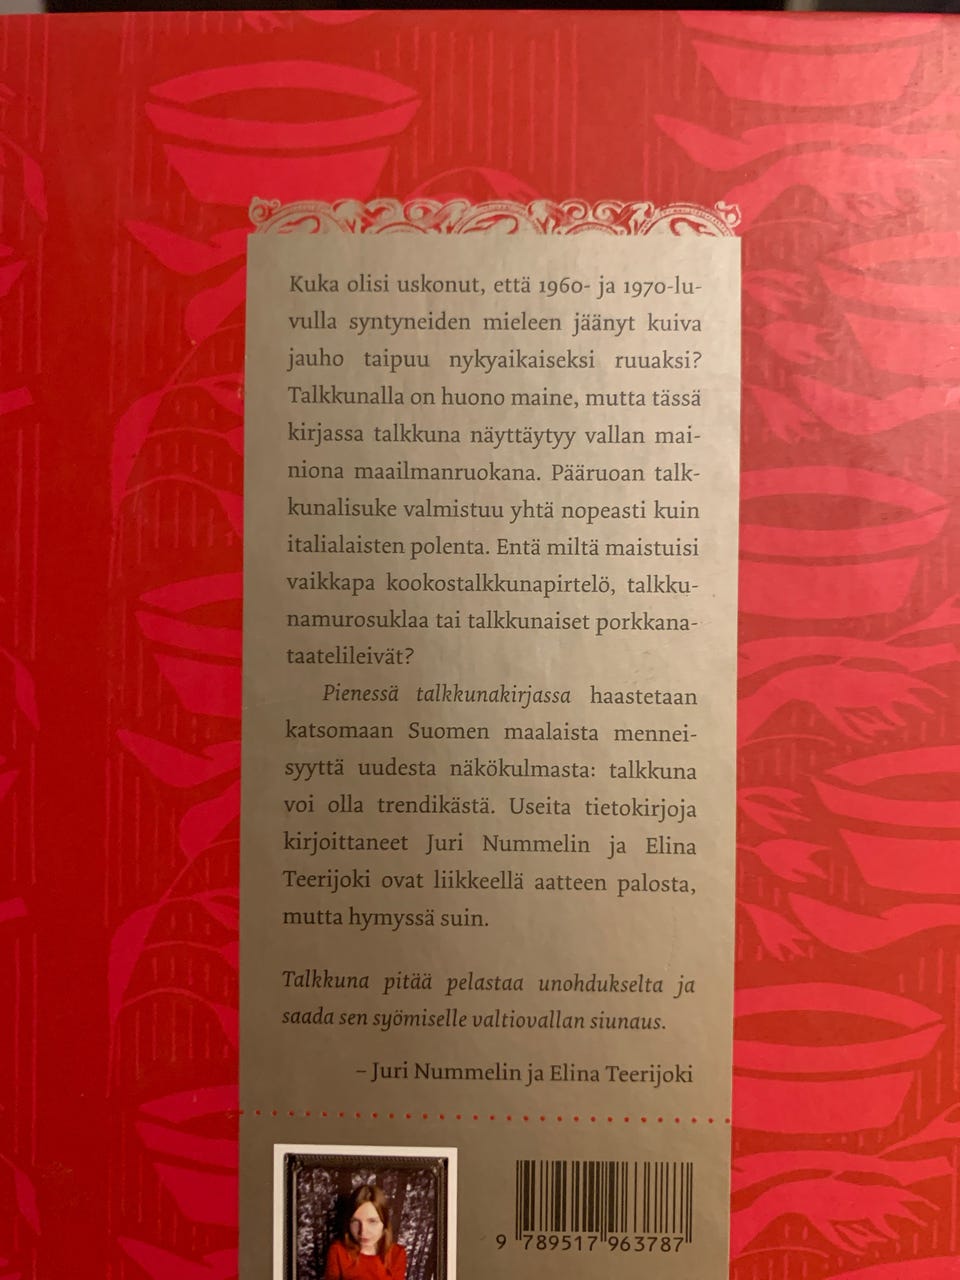 Kuka olisi uskonut, että 1960- ja 1970-lu-
vulla syntyneiden mieleen jäänyt kuiva
jauho taipuu nykyaikaiseksi ruuaksi?
Talkkunalla on huono maine, mutta tässä
kirjassa talkkuna näyttäytyy vallan mai-
niona maailmanruokana. Pääruoan talk-
kunalisuke valmistuu yhtä nopeasti kuin
italialaisten polenta. Entä miltä maistuisi
vaikkapa kookostalkkunapirtelö, talkku-
namurosuklaa tai talkkunaiset porkkana-
taatelileivät?
Pienessä talkkunakirjassa haastetaan
katsomaan Suomen maalaista mennei-
syyttä uudesta näkökulmasta: talkkuna
voi olla trendikästä. Useita tietokirjoja
kirjoittaneet Juri Nummelin ja Elina
Teerijoki ovat liikkeellä aatteen palosta,
mutta hymyssä suin.
Talkkuna pitää pelastaa unohdukselta ja
saada sen syömiselle valtiovallan siunaus.
– Juri Nummelin ja Elina Teerijoki
9 789517 963787